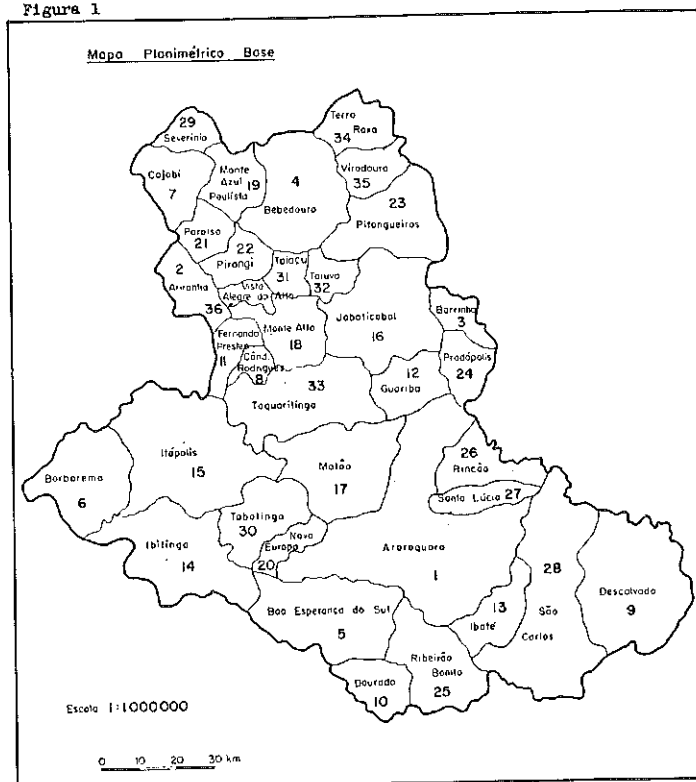 Figura 1
Mapa Planimétrico Base
29
Severínia
Terra
Roxa
34
Cajobi
7
Monte
Azul 19
Paulista
4
Bebedouro
Viradouro
35
23
Pitangueiros
Paraíso
21
22
Pirangi
Taiaçu
31
Taiuva
32
2
Ariranha
Vista
Alegre do Alto
36
Jaboticabal
16
Barrinha
3
Fernando
Prestes
11
Monte Alto
18
Când.
Rodrigues
8
33
Taquaritinga
12
Guariba
Pradópolis
24
Itápolis
15
Borborema
6
Matão
17
26
Rincão
Santa Lúcia 27
Tabatinga
30
Nova
Europa
20
Ibitinga
14
Araraquara
1
28
São
Carlos
Descalvado
9
13
Ibaté
Boa Esperança do Sul
5
Ribeirão
Bonito
25
Dourado
10
Escala 1:1000000
0 10 20 30 km